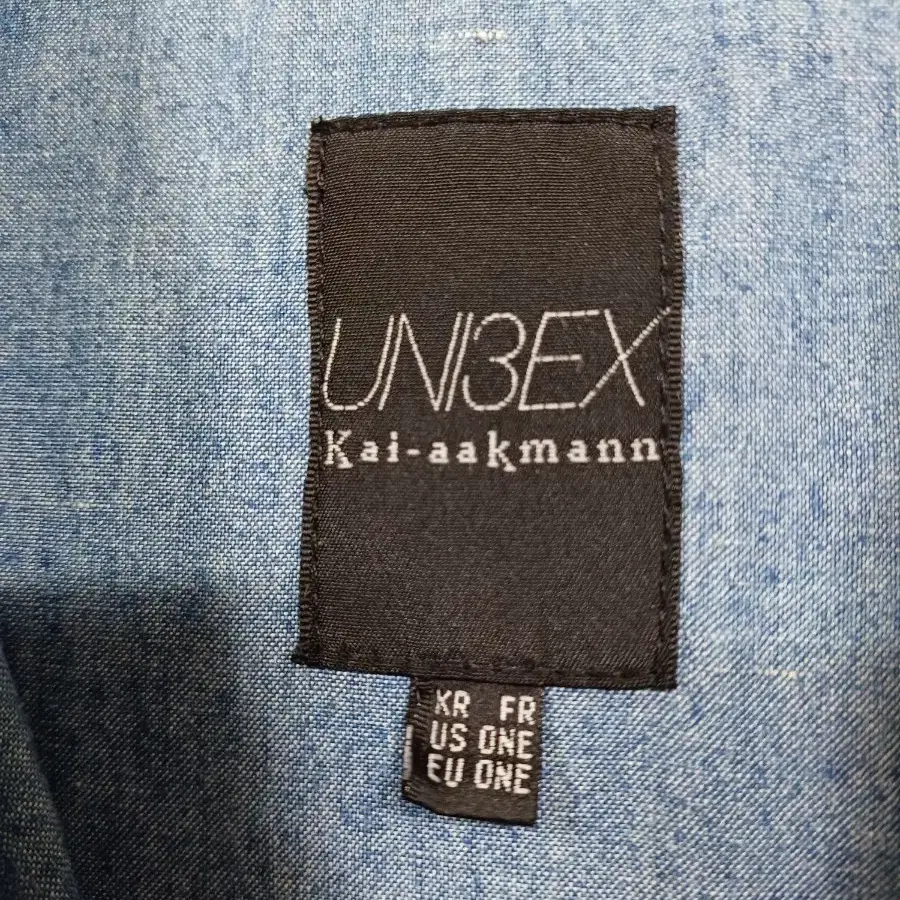 UNI3EX
Kai-aakmann
KR FR
US ONE
EU ONE